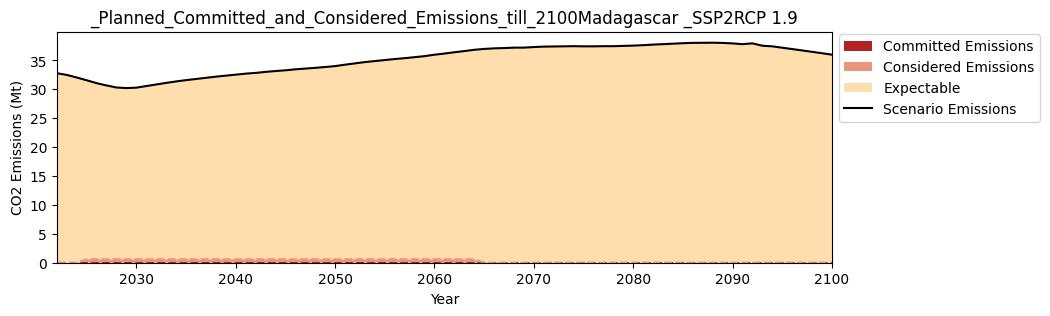 _Planned_Committed_and_Considered_Emissions_till_2100Madagascar _SSP2RCP 1.9
35
30
25
20
15
10
5
0
CO2 Emissions (Mt)
2030 2040 2050 2060 2070 2080 2090 2100
Year
Committed Emissions
Considered Emissions
Expectable
Scenario Emissions